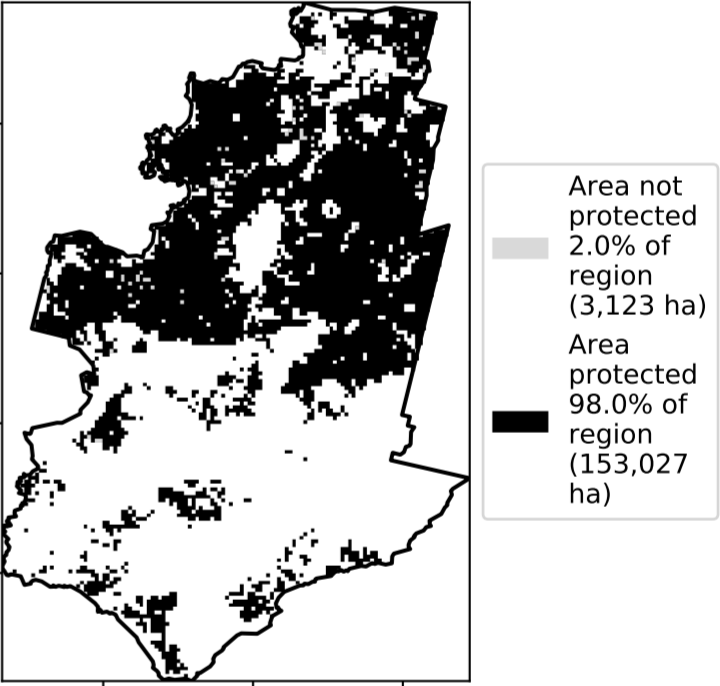 Area not
protected
2.0% of
region
(3,123 ha)
Area
protected
98.0% of
region
(153,027
ha)